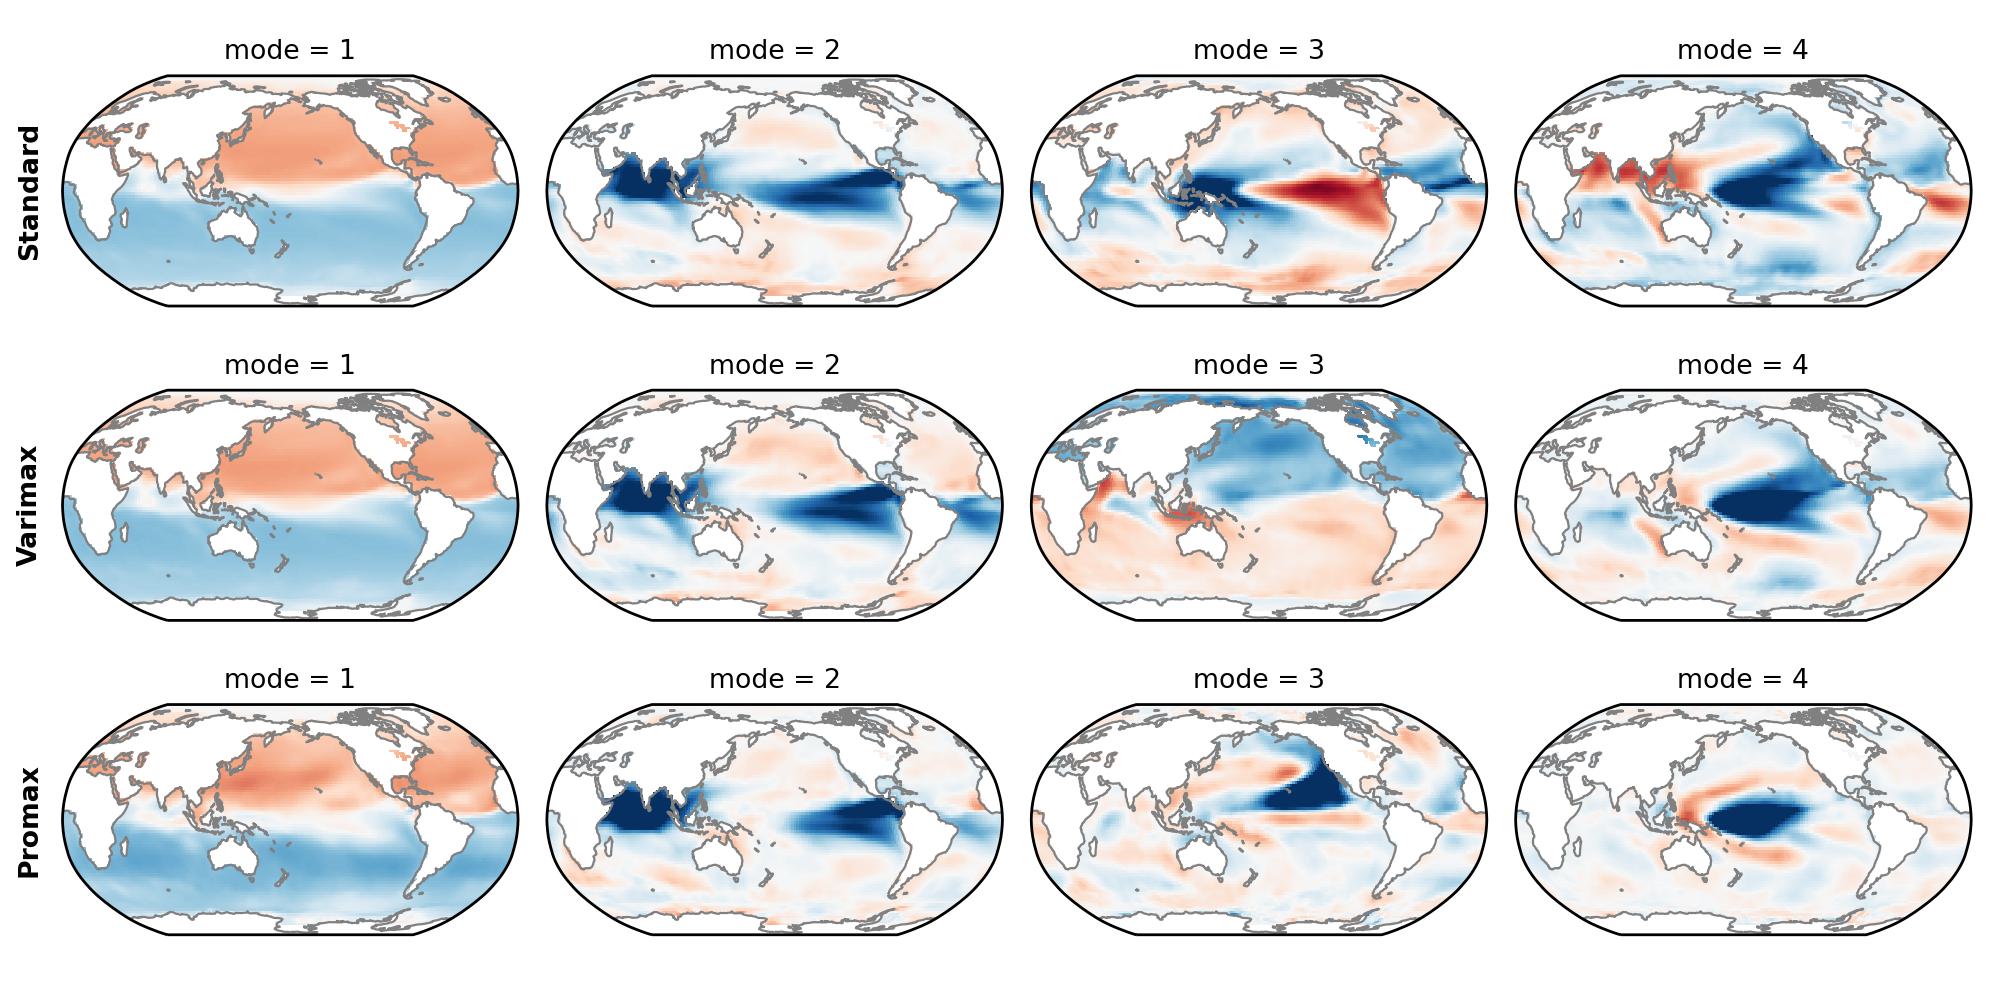 mode = 1 mode = 2 mode = 3 mode = 4
Standard
mode = 1 mode = 2 mode = 3 mode = 4
Varimax
mode = 1 mode = 2 mode = 3 mode = 4
Promax